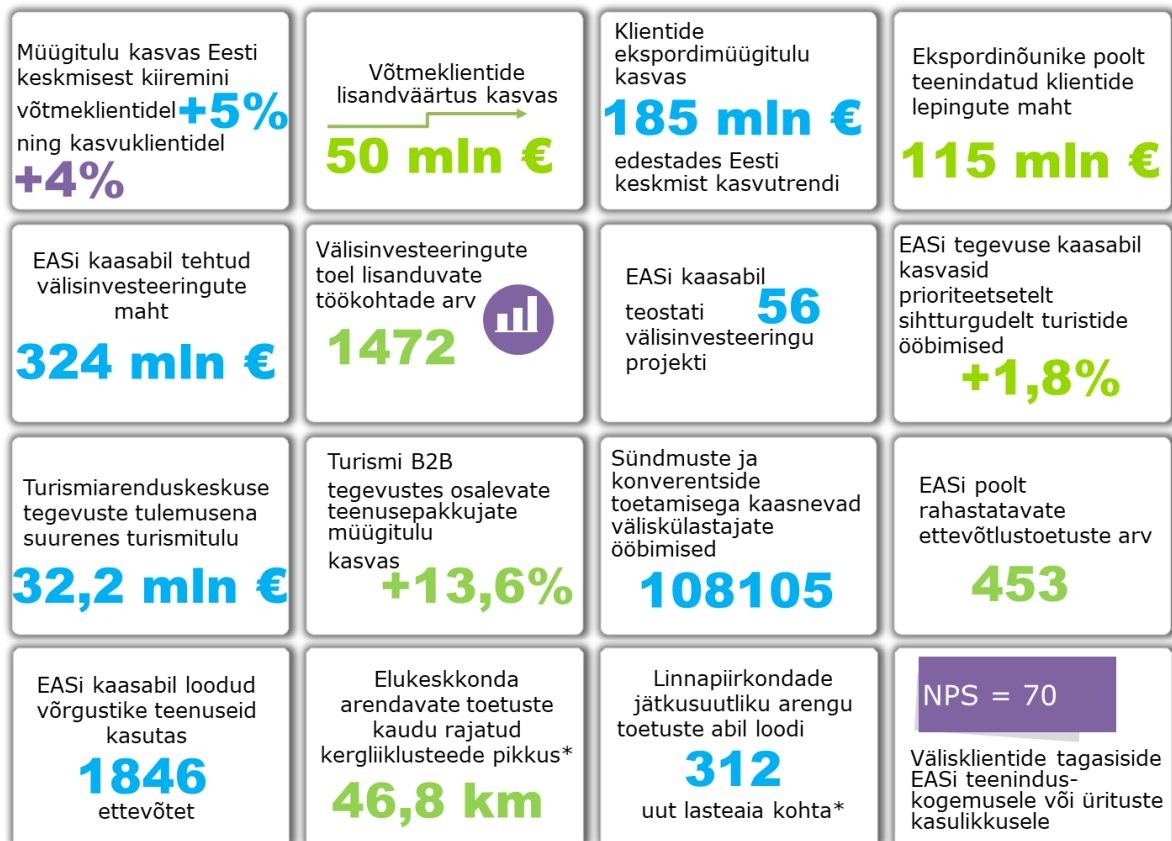 Müügitulu kasvas Eesti
keskmisest kiiremini
võtmeklientidel +5%
ning kasvuklientidel
+4%
Võtmeklientide
lisandväärtus kasvas
50 mln €
Klientide
ekspordimüügitulu
kasvas
185 mln €
edestades Eesti
keskmist kasvutrendi
Ekspordinõunike poolt
teenindatud klientide
lepingute maht
115 mln €
EASi kaasabil tehtud
välisinvesteeringute
maht
324 mln €
Välisinvesteeringute
toel lisanduvate
töökohtade arv
1472
EASi kaasabil
teostati 56
välisinvesteeringu
projekti
EASi tegevuse kaasabil
kasvasid
prioriteetsetelt
sihtturgudelt turistide
ööbimised
+1,8%
Turismiarenduskeskuse
tegevuste tulemusena
suurenes turismitulu
32,2 mln €
Turismi B2B
tegevustes osalevate
teenusepakkujate
müügitulu
kasvas
+13,6%
Sündmuste ja
konverentside
toetamisega kaasnevad
väliskülastajate
ööbimised
108105
EASi poolt
rahastatavate
ettevõtlustoetuste arv
453
EASi kaasabil loodud
võrgustike teenuseid
kasutas
1846
ettevõtet
Elukeskkonda
arendavate toetuste
kaudu rajatud
kergliiklusteede pikkus*
46,8 km
Linnapiirkondade
jätkusuutliku arengu
toetuste abil loodi
312
uut lasteaia kohta*
NPS = 70
Välisklientide tagasiside
EASi teenindus-
kogemusele või ürituste
kasulikkusele